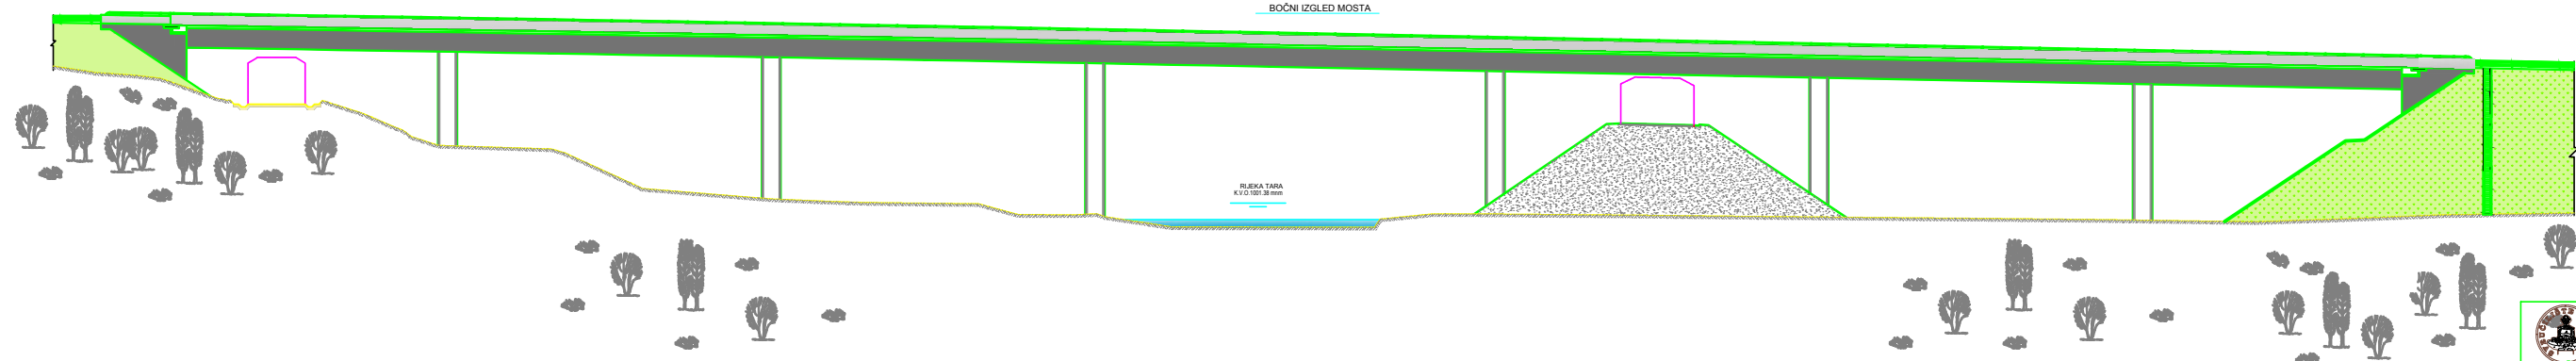 BOČNI IZGLED MOSTA
RIJEKA TARA
K.V.O.1001.38 mnm